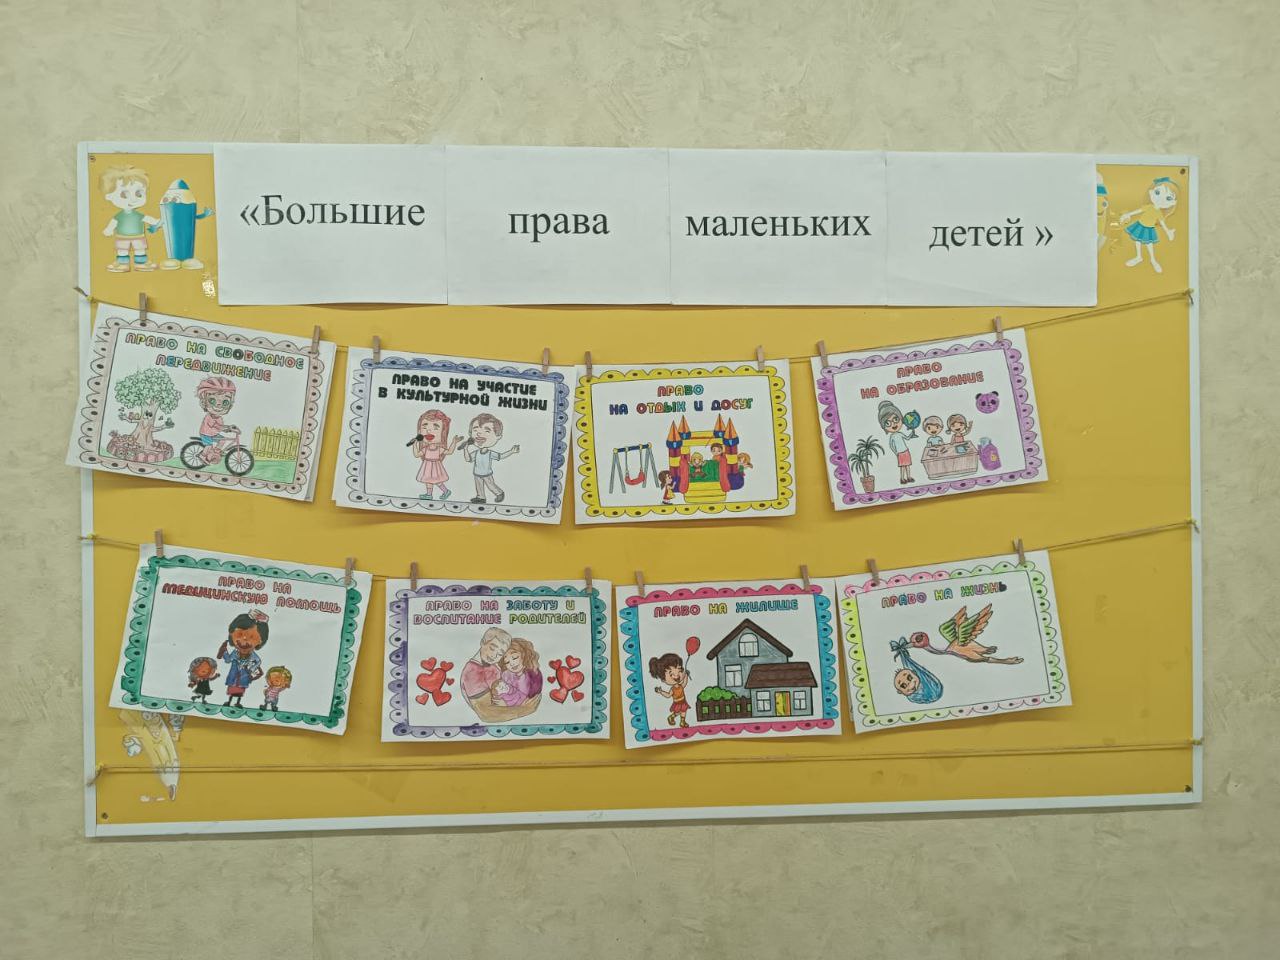 «Большие права маленьких детей »
ПРАВО НА СВОБОДНОЕ
ПЕРЕДВИЖЕНИЕ
ПРАВО НА УЧАСТИЕ
В КУЛЬТУРНОЙ ЖИЗНИ
ПРАВО
НА ОТДЫХ И ДОСУГ
ПРАВО
НА ОБРАЗОВАНИЕ
ПРАВО НА
МЕДИЦИНСКУЮ ПОМОЩЬ
ПРАВО НА ЗАБОТУ И
ВОСПИТАНИЕ РОДИТЕЛЕЙ
ПРАВО НА ЖИЛИЩЕ
ПРАВО НА ЖИЗНЬ